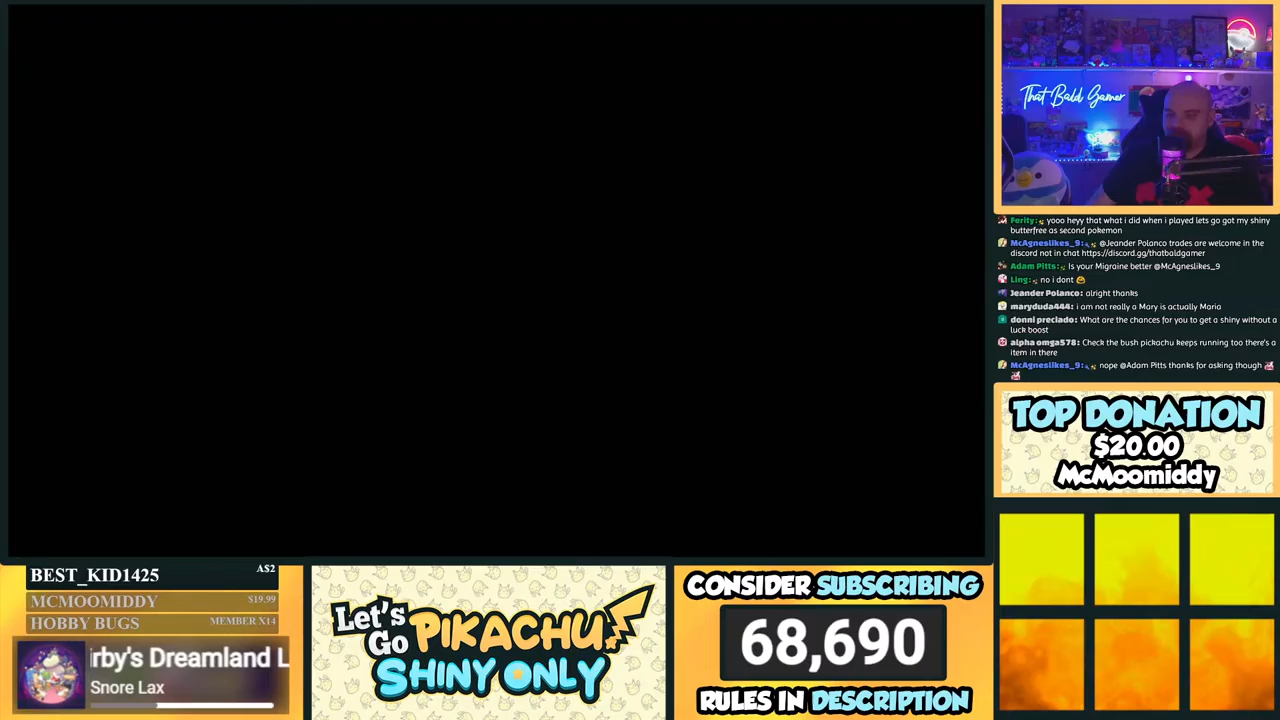 That Bald Gamer
Ferity: yooo heyy that what i did when i played lets go got my shiny
butterfree as second pokemon
McAgneslikes_9: @Jeander Polanco trades are welcome in the
discord not in chat https://discord.gg/thatbaldgamer
Adam Pitts: Is your Migraine better @McAgneslikes_9
Ling: no i dont
Jeander Polanco: alright thanks
maryduda444: i am not really a Mary is actually Maria
donni preciado: What are the chances for you to get a shiny without a
luck boost
alpha omga578: Check the bush pickachu keeps running too there's a
item in there
McAgneslikes_9: nope @Adam Pitts thanks for asking though
TOP DONATION
$20.00
McMoomiddy
BEST_KID1425 A$2
MCMOOMIDDY $19.99
HOBBY BUGS MEMBER X14
irby's Dreamland L
Snore Lax
Let's
Go PIKACHU
SHINY ONLY
CONSIDER SUBSCRIBING
68,690
RULES IN DESCRIPTION